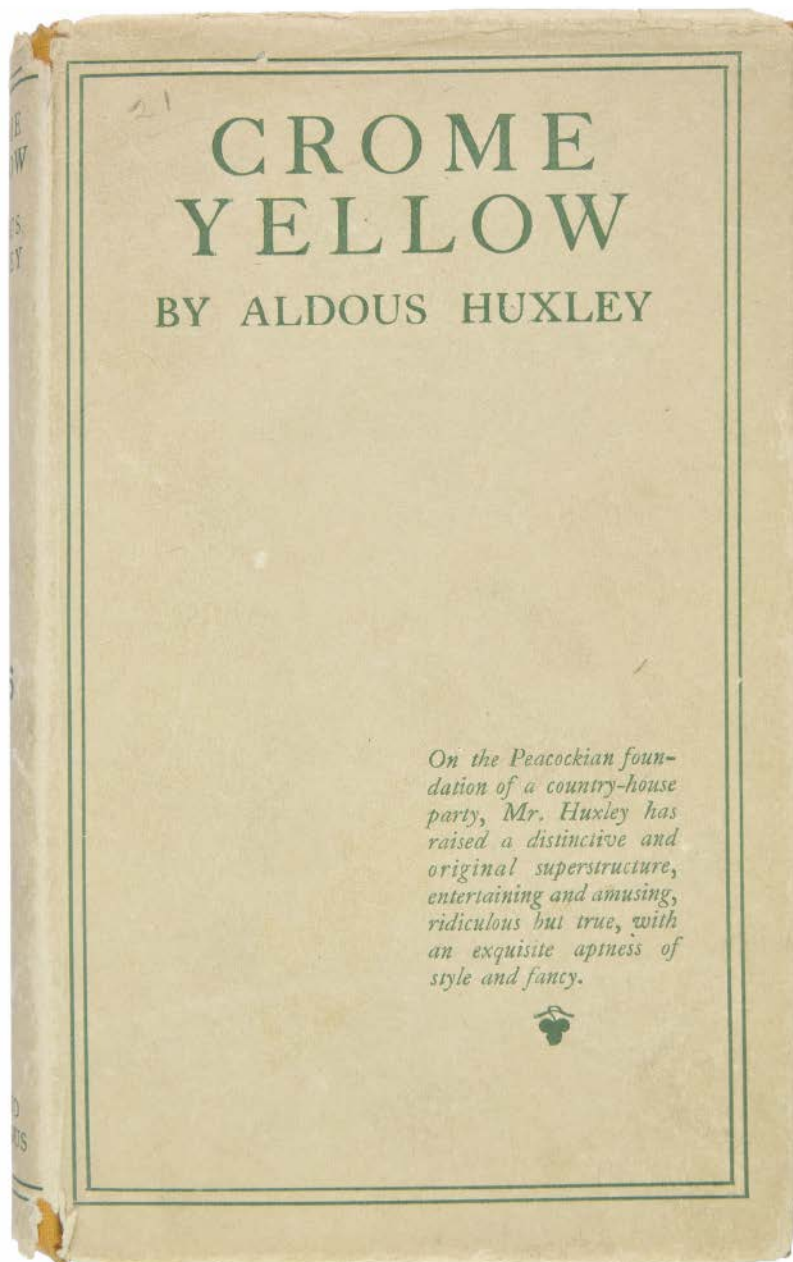 21
CROME
YELLOW
BY ALDOUS HUXLEY
On the Peacockian foun-
dation of a country-house
party, Mr. Huxley has
raised a distinctive and
original superstructure,
entertaining and amusing,
ridiculous but true, with
an exquisite aptness of
style and fancy.